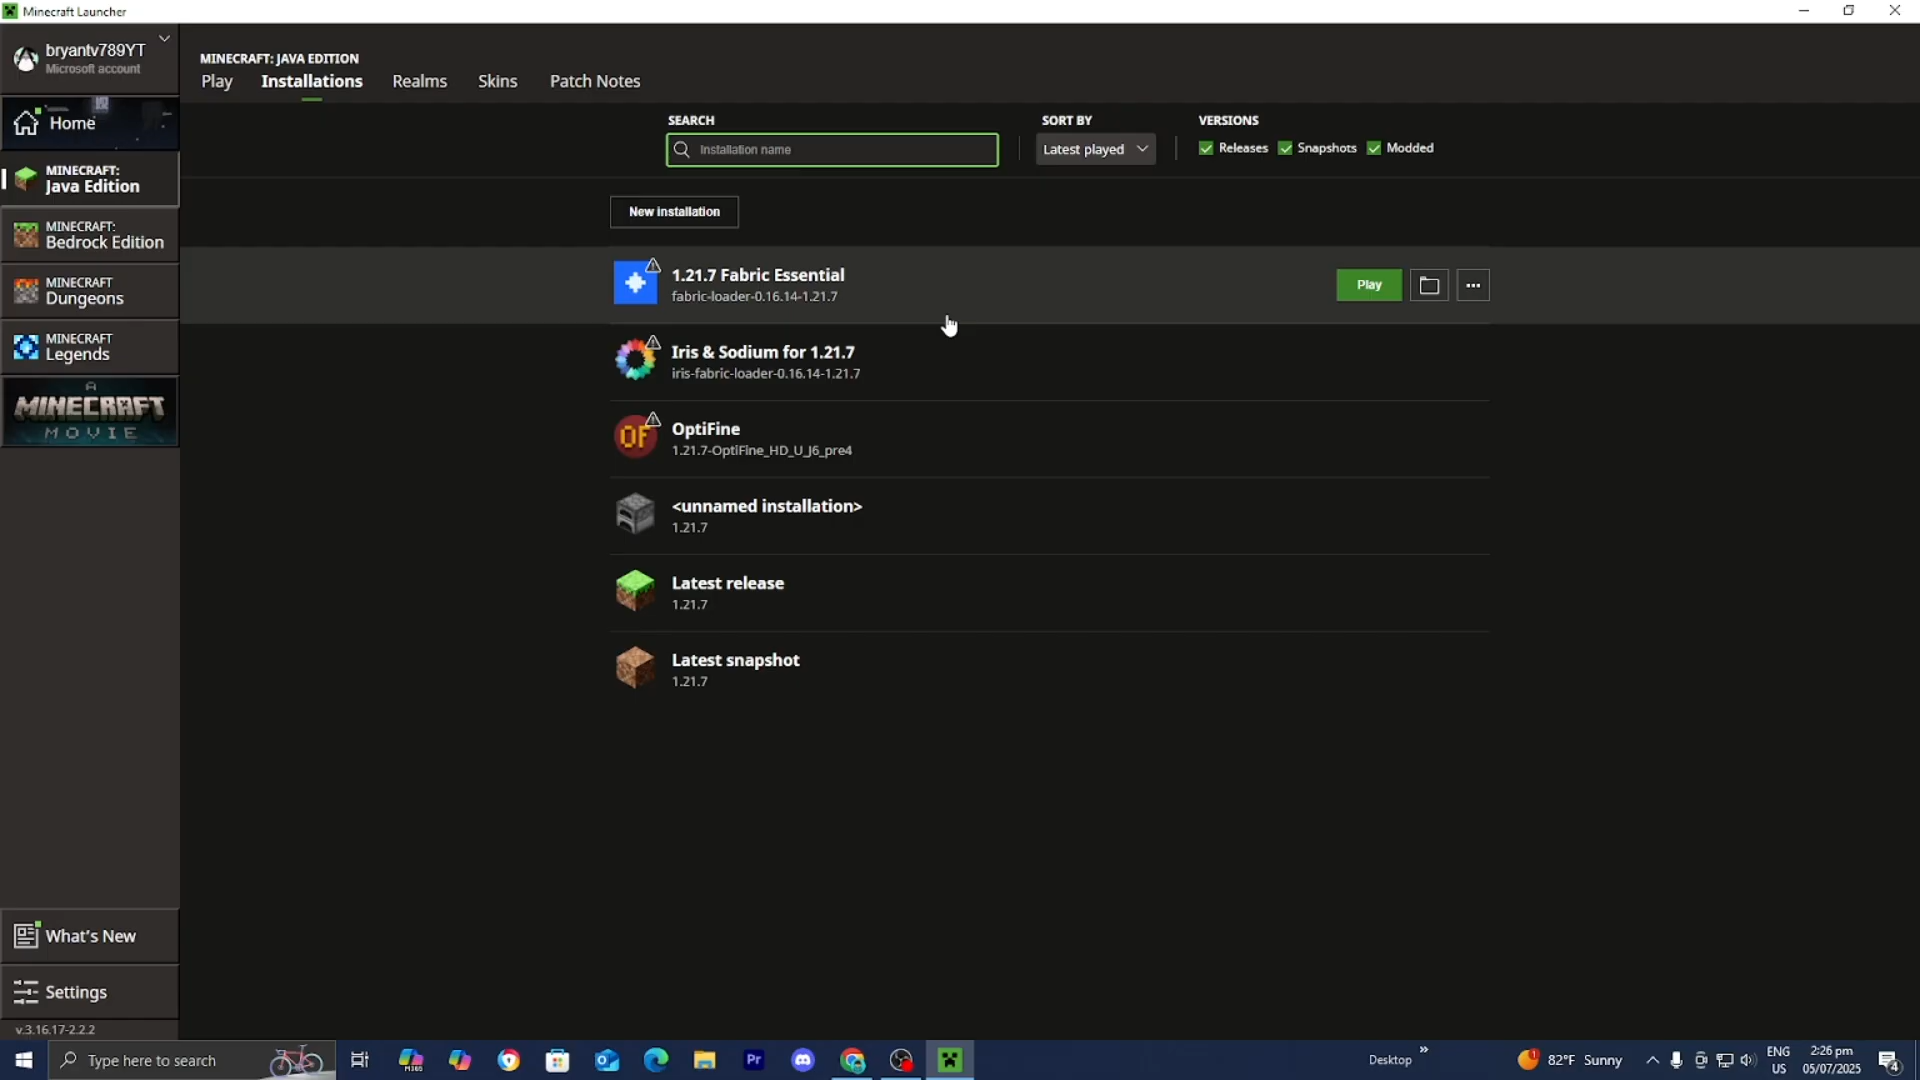 Minecraft Launcher
bryantv789YT
Microsoft account
MINECRAFT: JAVA EDITION
Play Installations Realms Skins Patch Notes
Home
MINECRAFT:
Java Edition
MINECRAFT:
Bedrock Edition
MINECRAFT
Dungeons
MINECRAFT
Legends
A
MINECRAFT
MOVIE
What's New
Settings
v.3.16.17-2.2.2
SEARCH
Installation name
SORT BY
Latest played
VERSIONS
Releases Snapshots Modded
New installation
1.21.7 Fabric Essential
fabric-loader-0.16.14-1.21.7
Play
Iris & Sodium for 1.21.7
iris-fabric-loader-0.16.14-1.21.7
OF
OptiFine
1.21.7-OptiFine_HD_U_J6_pre4
<unnamed installation>
1.21.7
Latest release
1.21.7
Latest snapshot
1.21.7
Type here to search
M365
Pr
Desktop
1
82°F Sunny
ENG
US
2:26 pm
05/07/2025
4